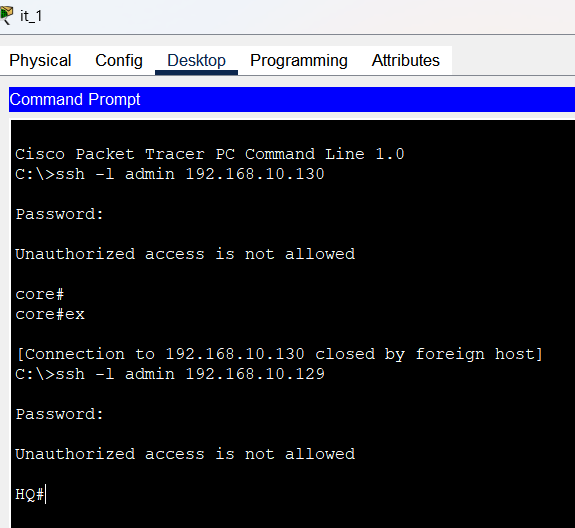 it_1
Physical Config Desktop Programming Attributes
Command Prompt
Cisco Packet Tracer PC Command Line 1.0
C:\>ssh -l admin 192.168.10.130
Password:
Unauthorized access is not allowed
core#
core#ex
[Connection to 192.168.10.130 closed by foreign host]
C:\>ssh -l admin 192.168.10.129
Password:
Unauthorized access is not allowed
HQ#